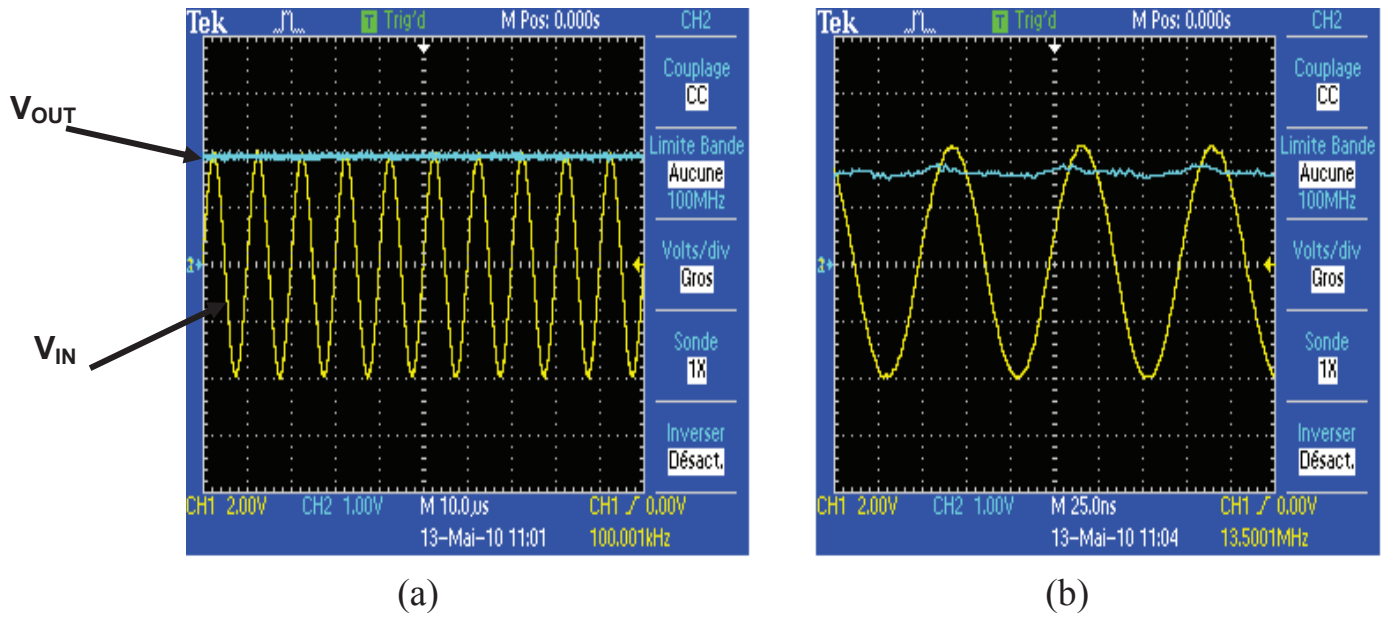 Tek T Trig'd M Pos: 0.000s CH2
Couplage
CC
Limite Bande
Aucune
100MHz
Volts/div
Gros
Sonde
1X
Inverser
Désact.
2
CH1 2.00V CH2 1.00V M 10.0µs CH1 / 0.00V
13-Mai-10 11:01 100.001kHz
VOUT
VIN
(a)
Tek T Trig'd M Pos: 0.000s CH2
Couplage
CC
Limite Bande
Aucune
100MHz
Volts/div
Gros
Sonde
1X
Inverser
Désact.
2
CH1 2.00V CH2 1.00V M 25.0ns CH1 / 0.00V
13-Mai-10 11:04 13.5001MHz
(b)